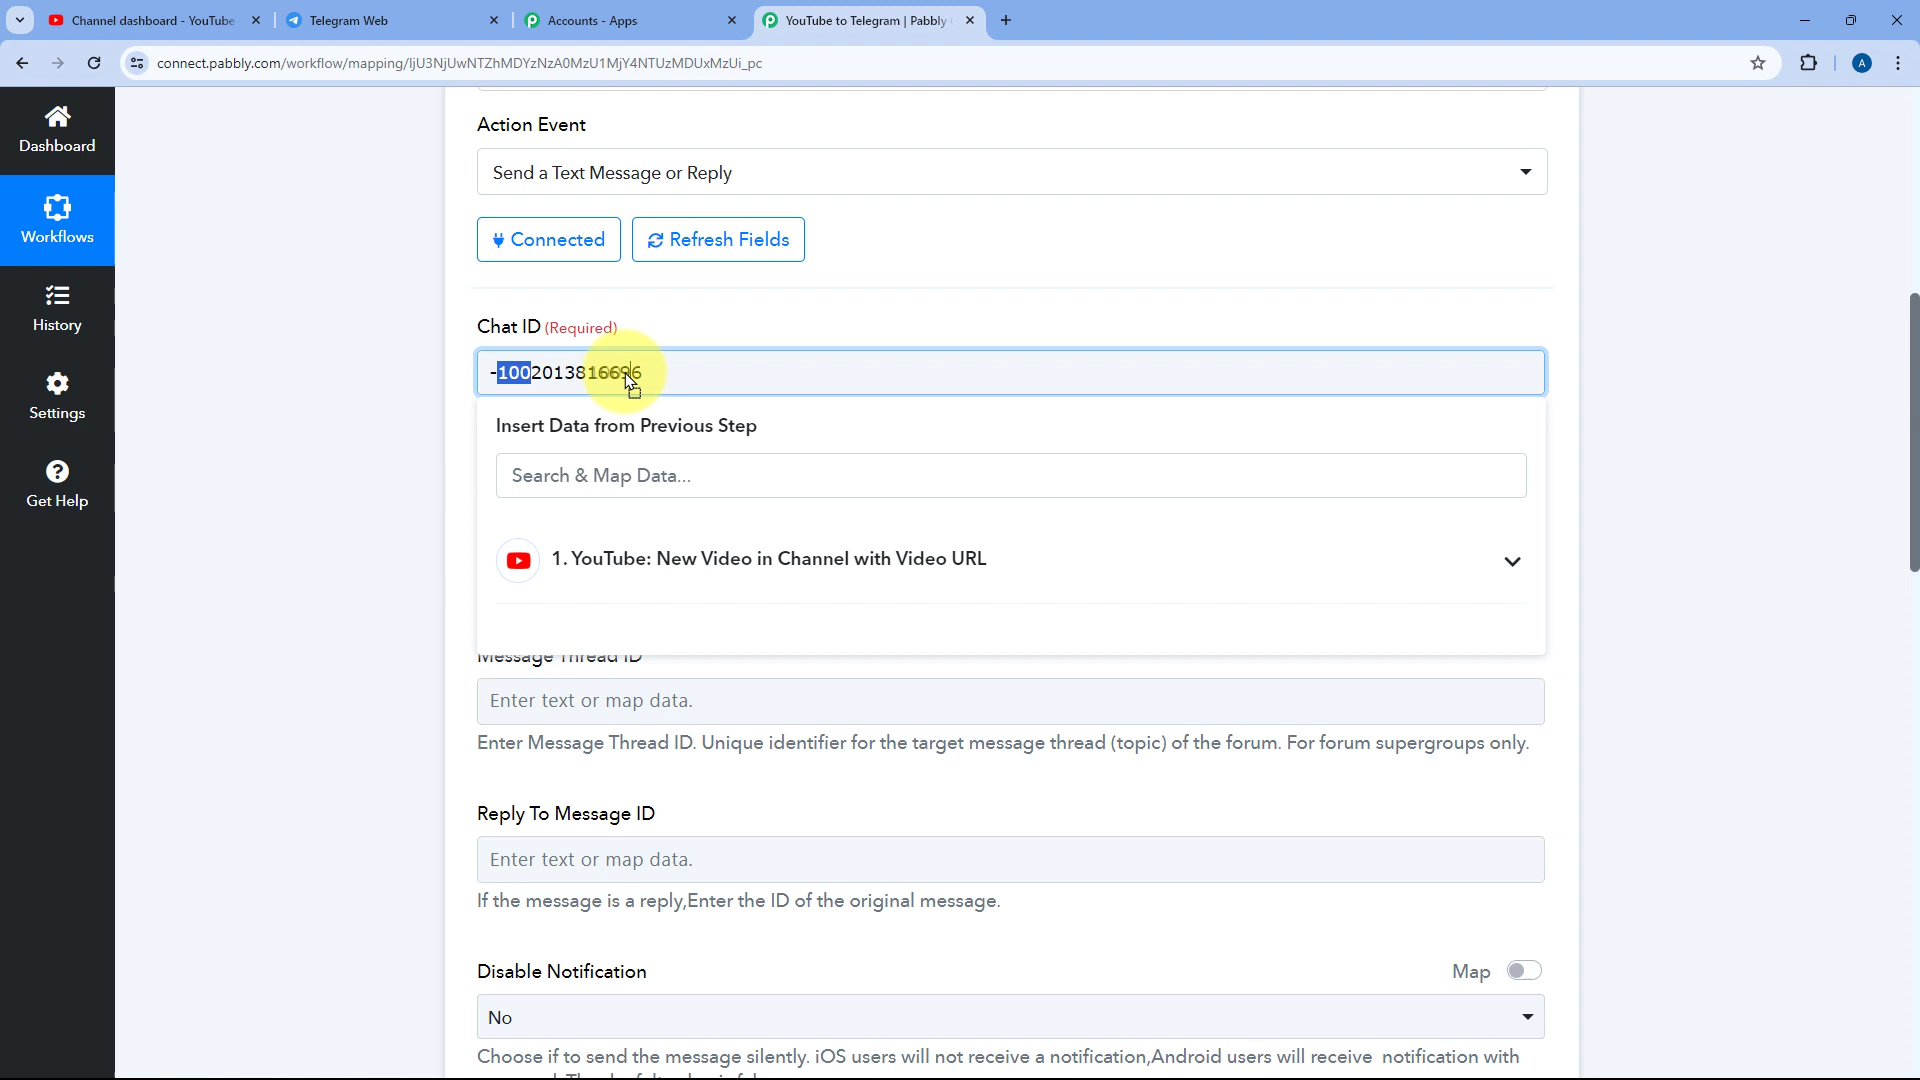 Channel dashboard - YouTube
Telegram Web
Accounts - Apps
YouTube to Telegram | Pabbly
connect.pabbly.com/workflow/mapping/IjU3NjUwNTZhMDYzNzA0MzU1MjY4NTUzMDUxMzUi_pc
A
Dashboard
Workflows
History
Settings
Get Help
Action Event
Send a Text Message or Reply
Connected
Refresh Fields
Chat ID (Required)
-1002013816696
Insert Data from Previous Step
Search & Map Data...
1. YouTube: New Video in Channel with Video URL
Message Thread ID
Enter text or map data.
Enter Message Thread ID. Unique identifier for the target message thread (topic) of the forum. For forum supergroups only.
Reply To Message ID
Enter text or map data.
If the message is a reply,Enter the ID of the original message.
Disable Notification
Map
No
Choose if to send the message silently. iOS users will not receive a notification,Android users will receive notification with